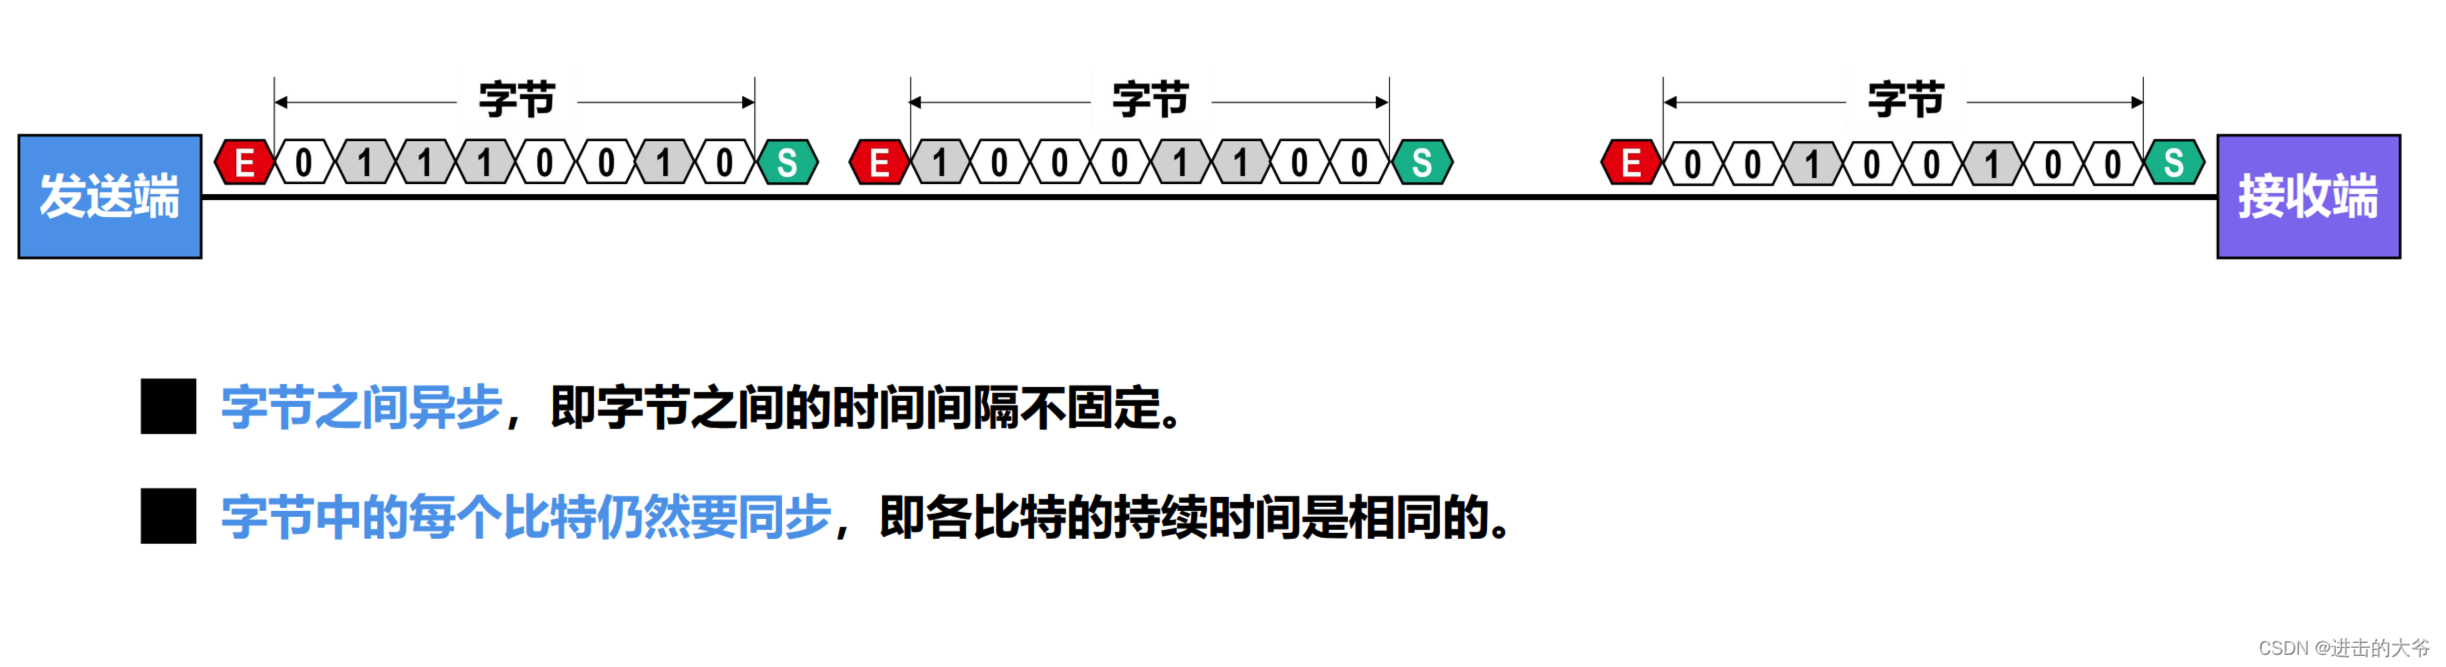 字节 字节 字节
发送端 E 0 1 1 1 0 0 1 0 S E 1 0 0 0 1 1 0 0 S E 0 0 1 0 0 1 0 0 S 接收端
字节之间异步，即字节之间的时间间隔不固定。
字节中的每个比特仍然要同步，即各比特的持续时间是相同的。
CSDN @进击的大爷